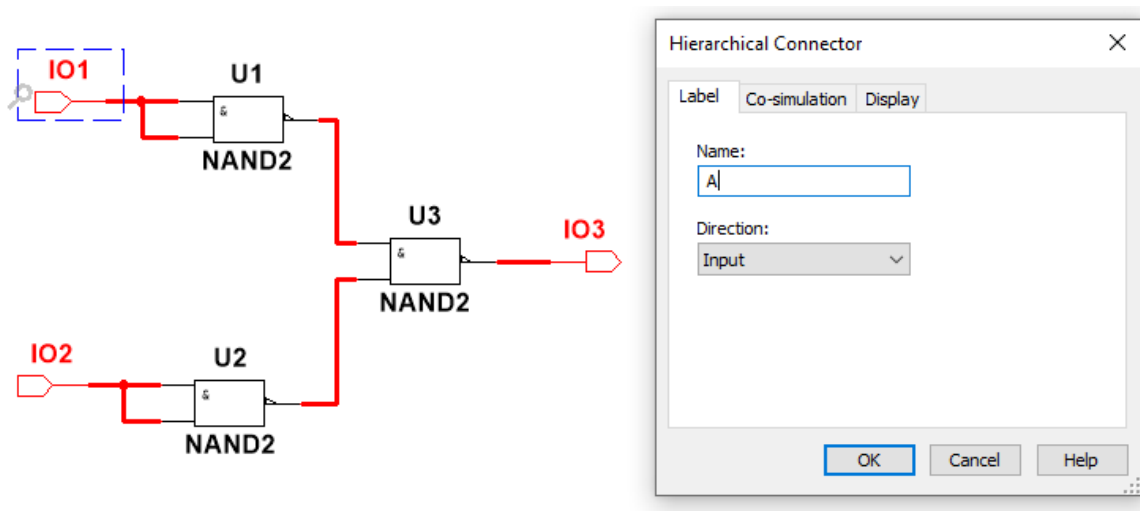 IO1
U1
&
NAND2
U3
IO3
&
NAND2
IO2
U2
&
NAND2
Hierarchical Connector
Label Co-simulation Display
Name:
A
Direction:
Input
OK Cancel Help